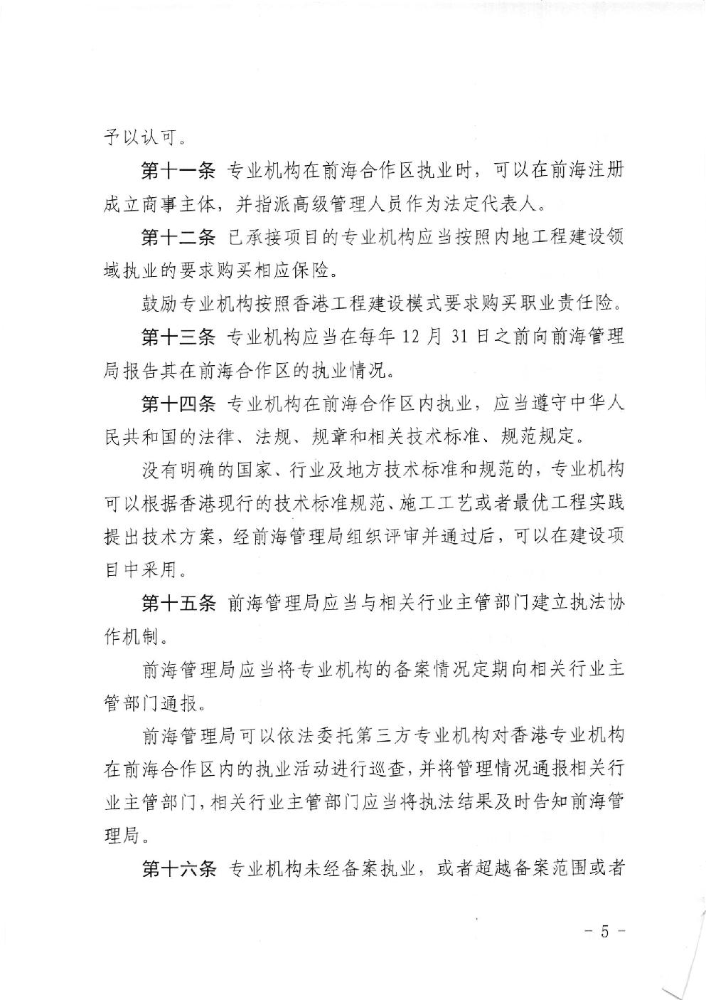 予以认可。
第十一条 专业机构在前海合作区执业时，可以在前海注册
成立商事主体，并指派高级管理人员作为法定代表人。
第十二条 已承接项目的专业机构应当按照内地工程建设领
域执业的要求购买相应保险。
鼓励专业机构按照香港工程建设模式要求购买职业责任险。
第十三条 专业机构应当在每年 12 月 31 日之前向前海管理
局报告其在前海合作区的执业情况。
第十四条 专业机构在前海合作区内执业，应当遵守中华人
民共和国的法律、法规、规章和相关技术标准、规范规定。
没有明确的国家、行业及地方技术标准和规范的，专业机构
可以根据香港现行的技术标准规范、施工工艺或者最优工程实践
提出技术方案，经前海管理局组织评审并通过后，可以在建设项
目中采用。
第十五条 前海管理局应当与相关行业主管部门建立执法协
作机制。
前海管理局应当将专业机构的备案情况定期向相关行业主
管部门通报。
前海管理局可以依法委托第三方专业机构对香港专业机构
在前海合作区内的执业活动进行巡查，并将管理情况通报相关行
业主管部门，相关行业主管部门应当将执法结果及时告知前海管
理局。
第十六条 专业机构未经备案执业，或者超越备案范围或者
- 5 -